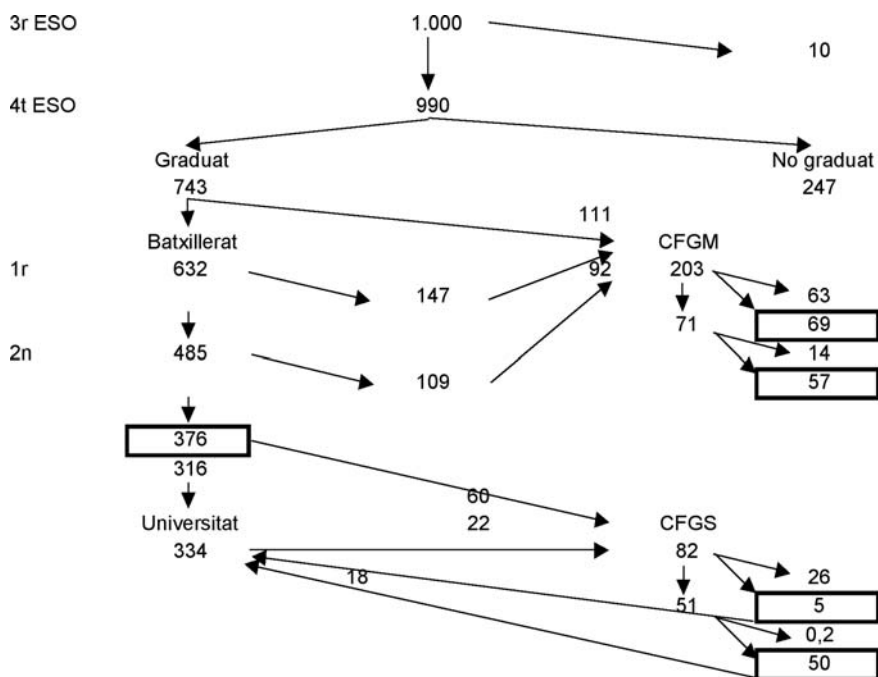 3r ESO 1.000
10
4t ESO 990
Graduat No graduat
743 247
111
Batxillerat CFGM
1r 632 92 203
147 63
71 69
2n 485 14
109 57
376
316
60
Universitat 22 CFGS
334 82
18 26
51 5
0,2
50